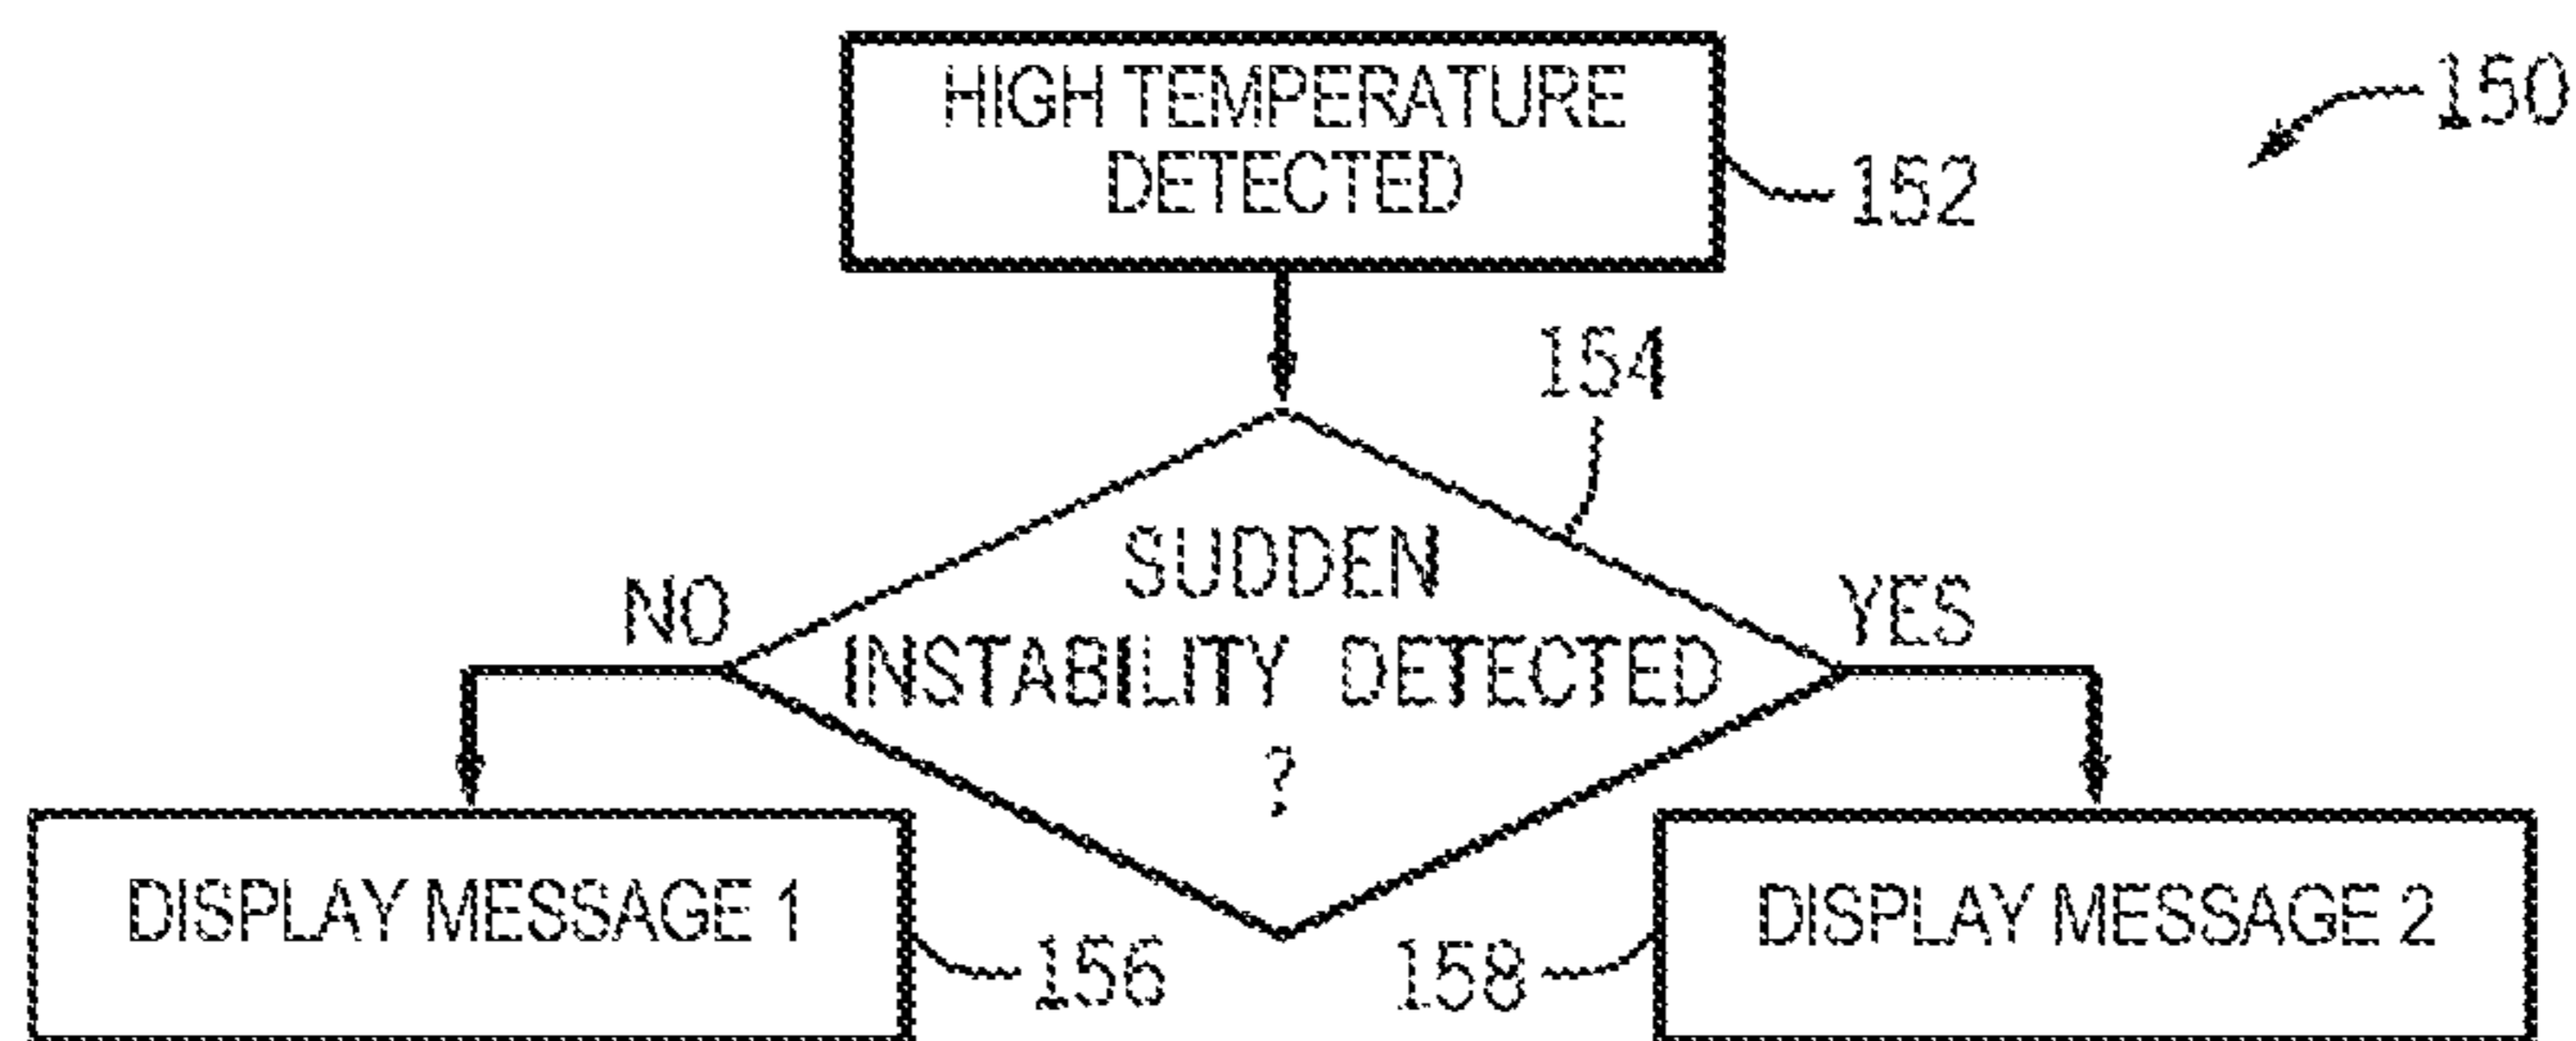 HIGH TEMPERATURE
DETECTED
150
152
154
SUDDEN
INSTABILITY DETECTED
?
NO
YES
DISPLAY MESSAGE 1
156
158
DISPLAY MESSAGE 2